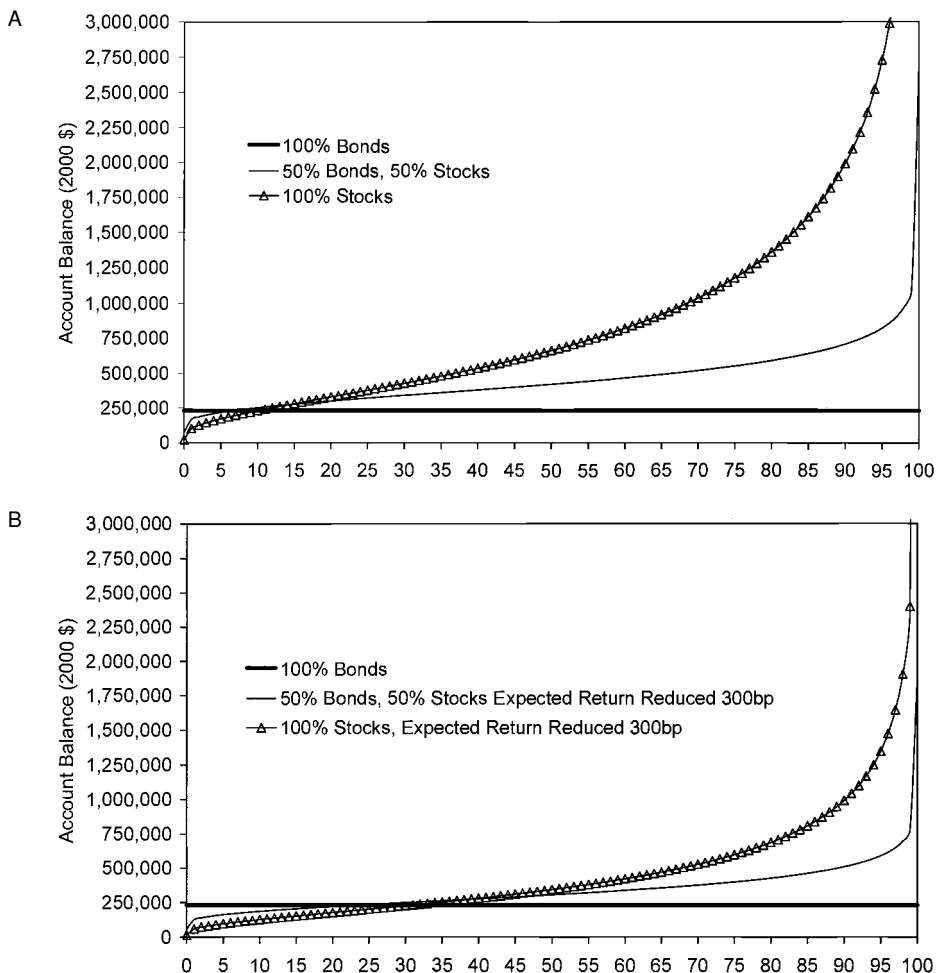 A
Account Balance (2000 $)
3,000,000
2,750,000
2,500,000
2,250,000
2,000,000
1,750,000
1,500,000
1,250,000
1,000,000
750,000
500,000
250,000
0
100% Bonds
50% Bonds, 50% Stocks
100% Stocks
0 5 10 15 20 25 30 35 40 45 50 55 60 65 70 75 80 85 90 95 100
B
Account Balance (2000 $)
3,000,000
2,750,000
2,500,000
2,250,000
2,000,000
1,750,000
1,500,000
1,250,000
1,000,000
750,000
500,000
250,000
0
100% Bonds
50% Bonds, 50% Stocks Expected Return Reduced 300bp
100% Stocks, Expected Return Reduced 300bp
0 5 10 15 20 25 30 35 40 45 50 55 60 65 70 75 80 85 90 95 100